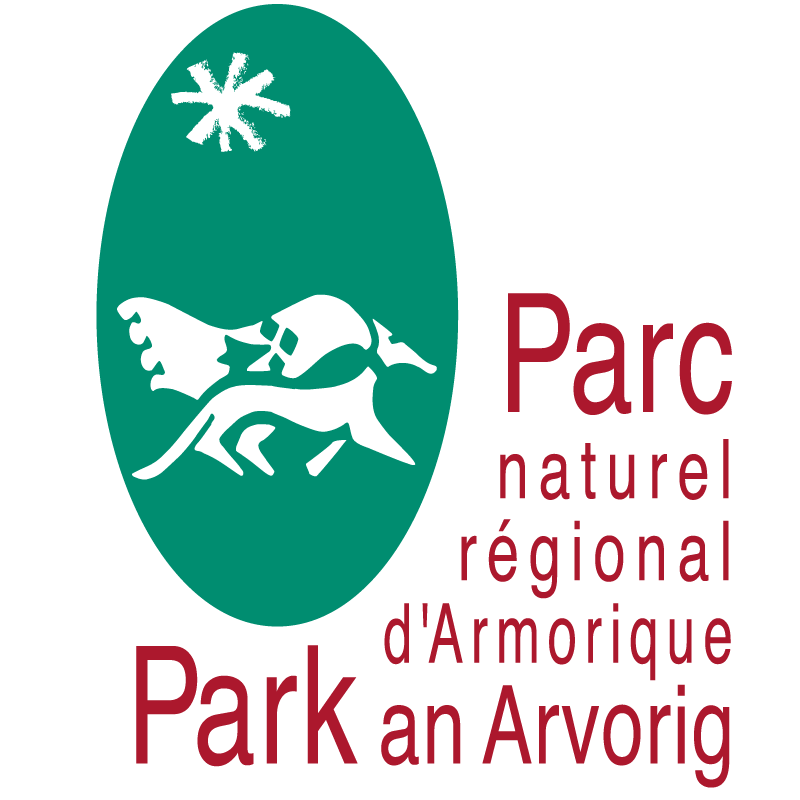 Parc
naturel
régional
d'Armorique
Park an Arvorig